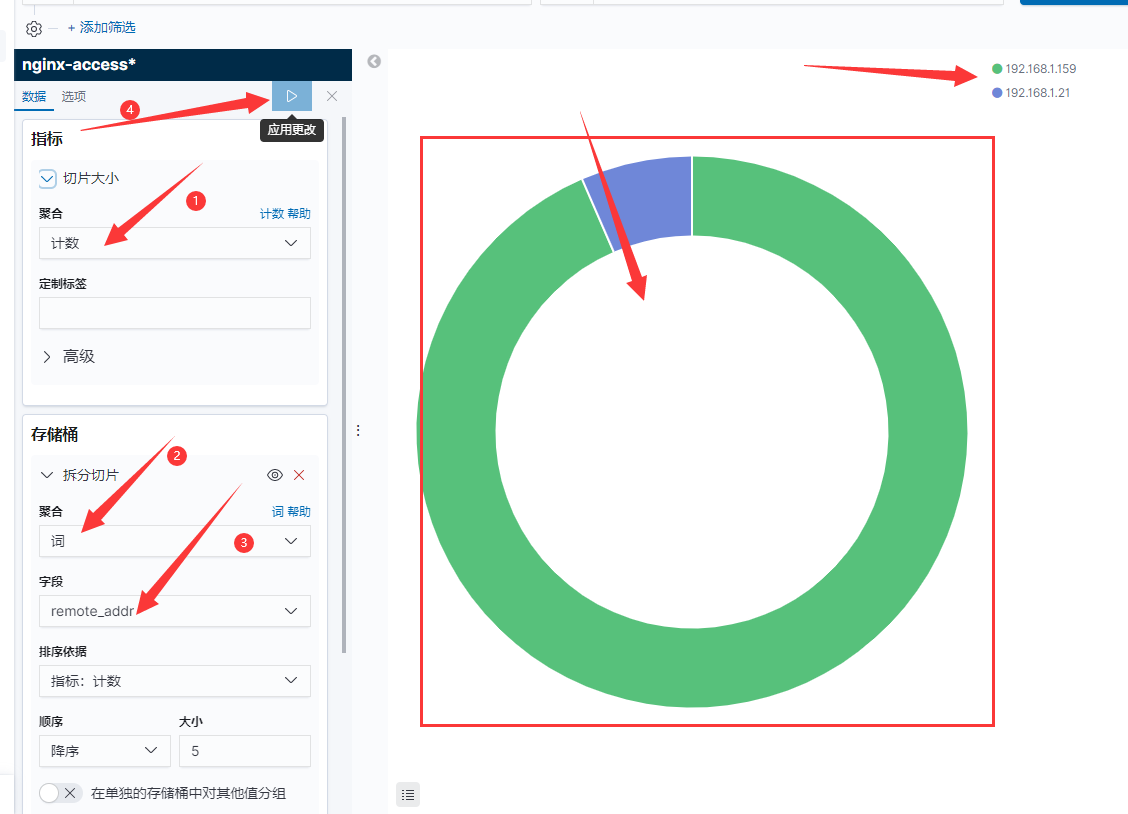 + 添加筛选
nginx-access*
数据 选项
4
应用更改
指标
切片大小
1
聚合 计数 帮助
计数
定制标签
高级
存储桶
2
拆分切片
聚合 词 帮助
词
3
字段
remote_addr
排序依据
指标：计数
顺序 大小
降序 5
在单独的存储桶中对其他值分组
192.168.1.159
192.168.1.21